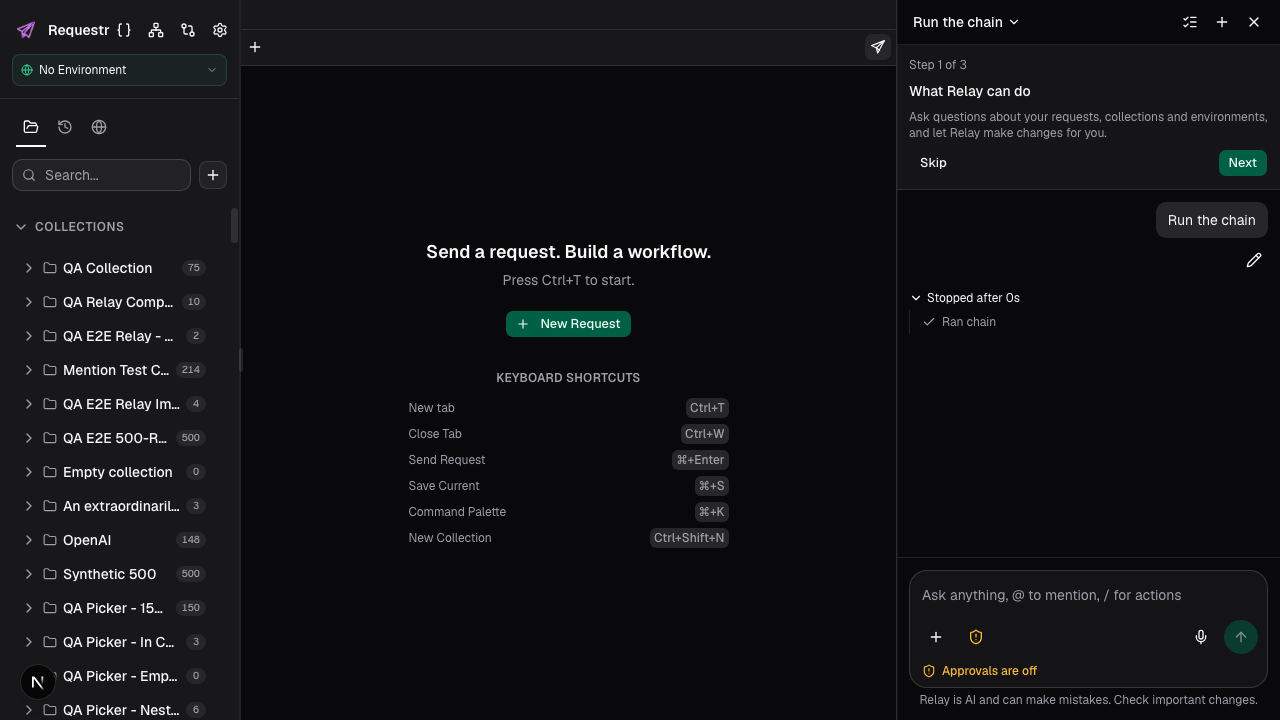 Requestr
No Environment
Search...
COLLECTIONS
QA Collection 75
QA Relay Comp... 10
QA E2E Relay - ... 2
Mention Test C... 214
QA E2E Relay Im... 4
QA E2E 500-R... 500
Empty collection 0
An extraordinaril... 3
OpenAI 148
Synthetic 500 500
QA Picker - 15... 150
QA Picker - In C... 3
QA Picker - Emp... 0
QA Picker - Nest... 6
N
Send a request. Build a workflow.
Press Ctrl+T to start.
New Request
KEYBOARD SHORTCUTS
New tab Ctrl+T
Close Tab Ctrl+W
Send Request ⌘+Enter
Save Current ⌘+S
Command Palette ⌘+K
New Collection Ctrl+Shift+N
Run the chain
Step 1 of 3
What Relay can do
Ask questions about your requests, collections and environments,
and let Relay make changes for you.
Skip Next
Run the chain
Stopped after 0s
Ran chain
Ask anything, @ to mention, / for actions
Approvals are off
Relay is AI and can make mistakes. Check important changes.